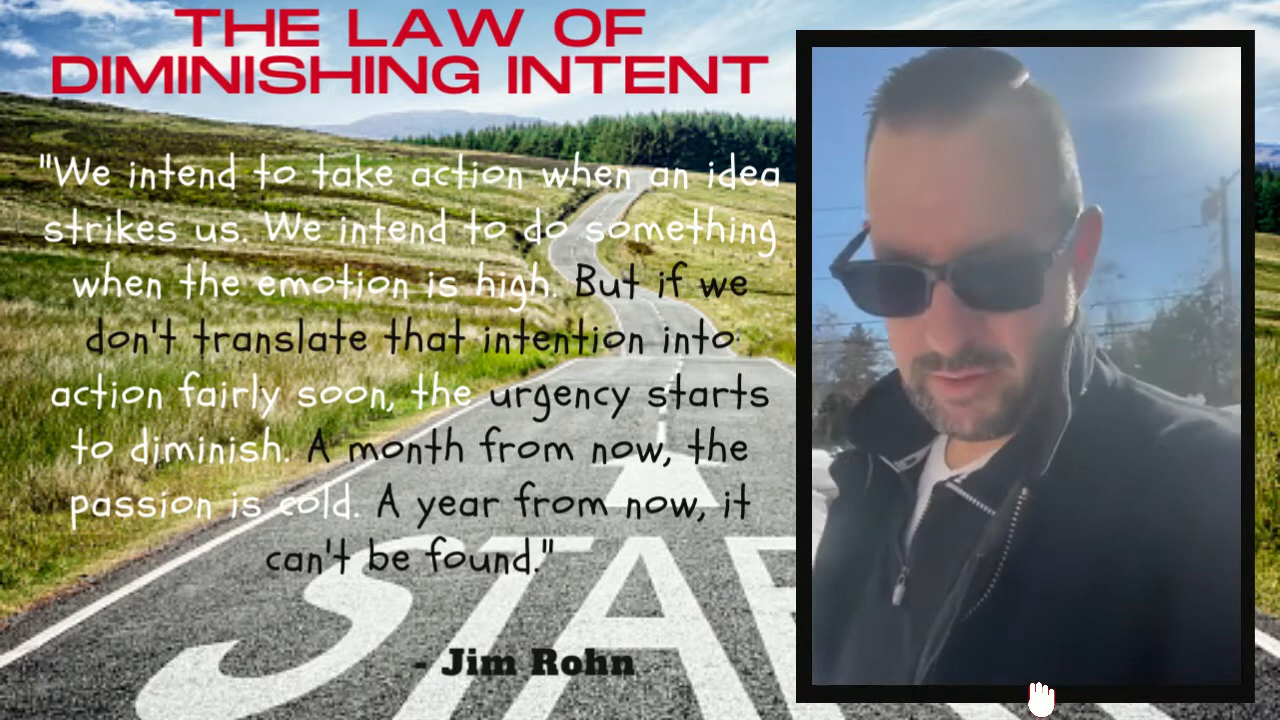 THE LAW OF
DIMINISHING INTENT
"We intend to take action when an idea
strikes us. We intend to do something
when the emotion is high. But if we
don't translate that intention into
action fairly soon, the urgency starts
to diminish. A month from now, the
passion is cold. A year from now, it
can't be found."
- Jim Rohn